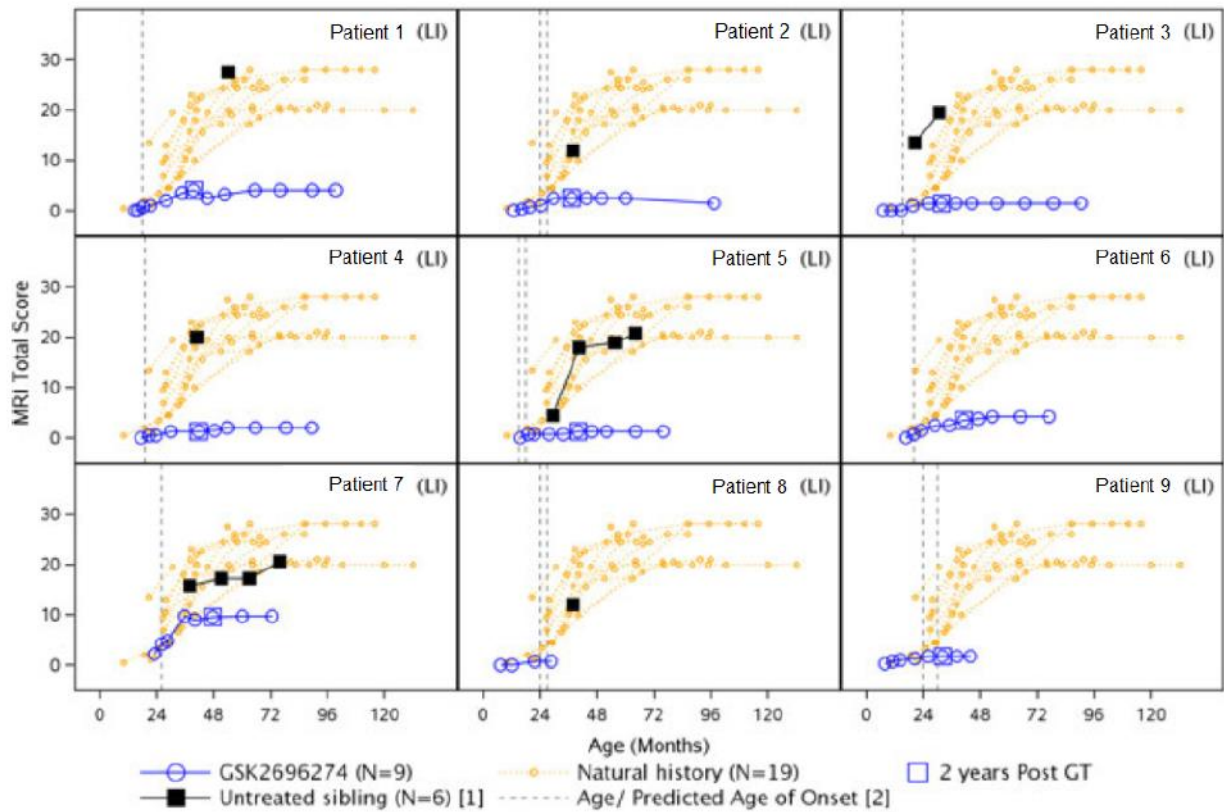 Patient 1 (LI)
Patient 2 (LI)
Patient 3 (LI)
30
20
10
0
Patient 4 (LI)
Patient 5 (LI)
Patient 6 (LI)
MRI Total Score
30
20
10
0
Patient 7 (LI)
Patient 8 (LI)
Patient 9 (LI)
30
20
10
0
0 24 48 72 96 120 0 24 48 72 96 120 0 24 48 72 96 120
Age (Months)
GSK2696274 (N=9) Natural history (N=19) 2 years Post GT
Untreated sibling (N=6) [1] Age/ Predicted Age of Onset [2]